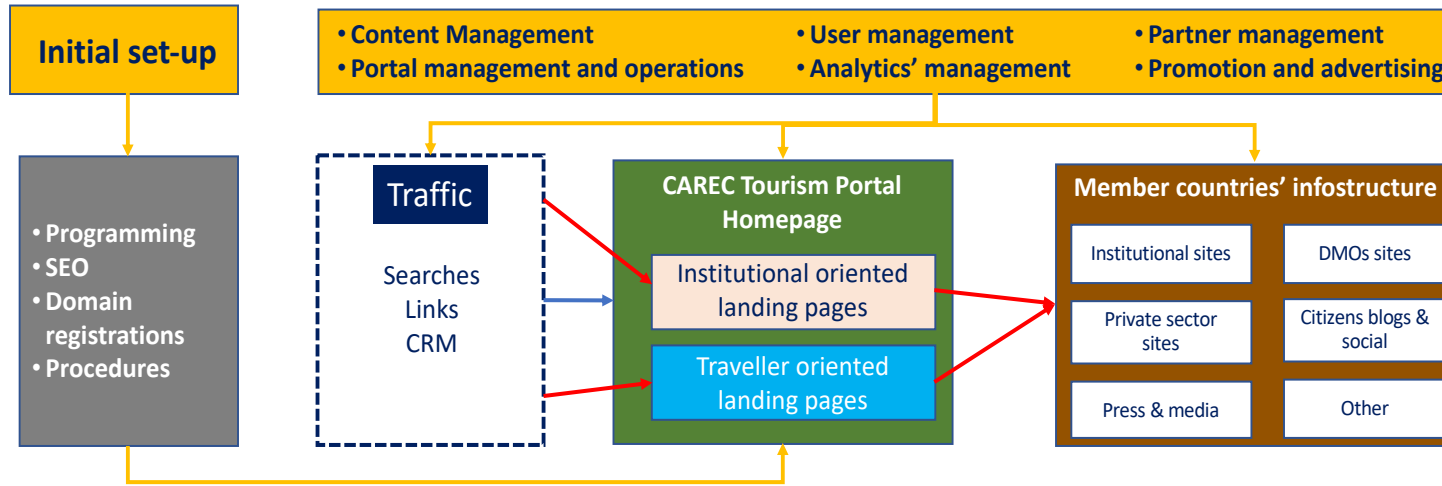 Initial set-up
• Content Management
• Portal management and operations
• User management
• Analytics’ management
• Partner management
• Promotion and advertising
• Programming
• SEO
• Domain
registrations
• Procedures
Traffic
Searches
Links
CRM
CAREC Tourism Portal
Homepage
Institutional oriented
landing pages
Traveller oriented
landing pages
Member countries’ infostructure
Institutional sites
DMOs sites
Private sector
sites
Citizens blogs &
social
Press & media
Other